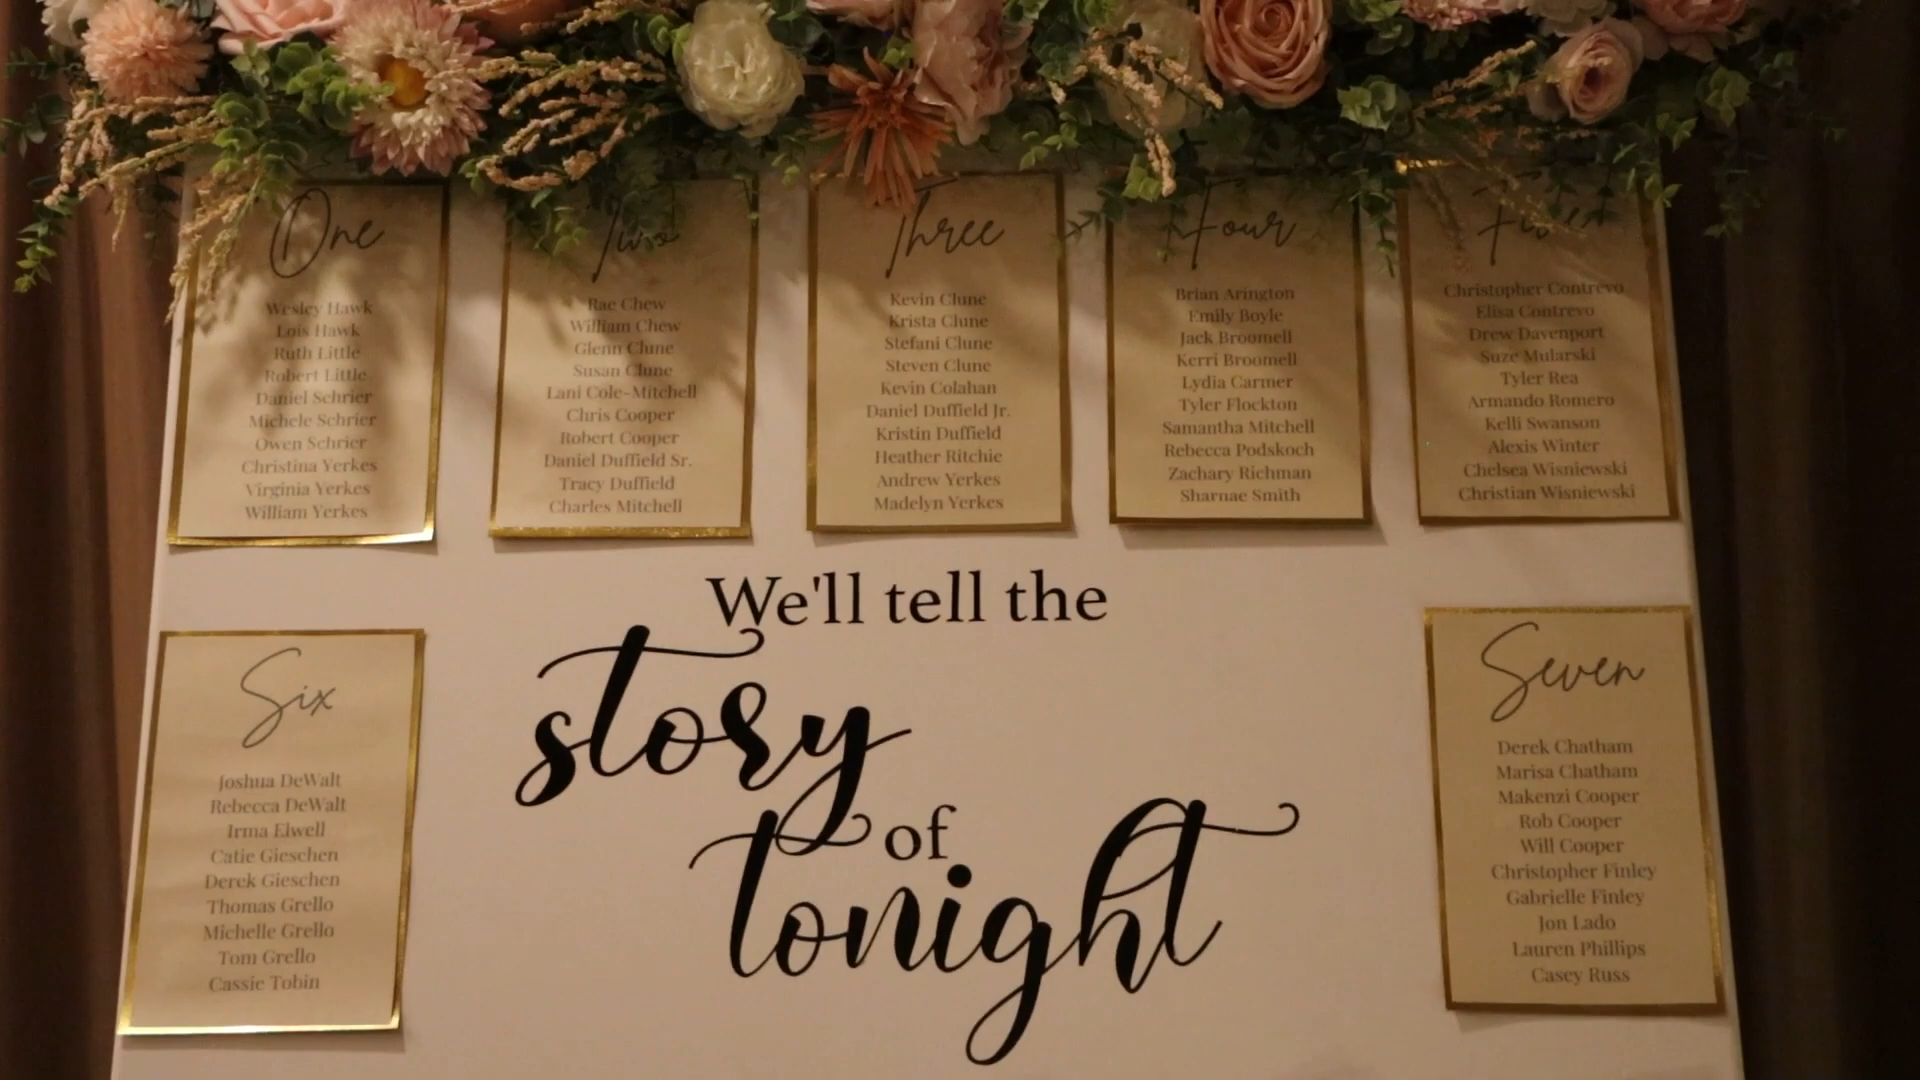 One
Wesley Hawk
Lois Hawk
Ruth Little
Robert Little
Daniel Schrier
Michele Schrier
Owen Schrier
Christina Yerkes
Virginia Yerkes
William Yerkes
Two
Rae Chew
William Chew
Glenn Clune
Susan Clune
Lani Cole-Mitchell
Chris Cooper
Robert Cooper
Daniel Duffield Sr.
Tracy Duffield
Charles Mitchell
Three
Kevin Clune
Krista Clune
Stefani Clune
Steven Clune
Kevin Colahan
Daniel Duffield Jr.
Kristin Duffield
Heather Ritchie
Andrew Yerkes
Madelyn Yerkes
Four
Brian Arington
Emily Boyle
Jack Broomell
Kerri Broomell
Lydia Carmer
Tyler Flockton
Samantha Mitchell
Rebecca Podskoch
Zachary Richman
Sharnae Smith
Five
Christopher Contrevo
Elisa Contrevo
Drew Davenport
Suze Mularski
Tyler Rea
Armando Romero
Kelli Swanson
Alexis Winter
Chelsea Wisniewski
Christian Wisniewski
We'll tell the
story
of
tonight
Six
Joshua DeWalt
Rebecca DeWalt
Irma Elwell
Catie Gieschen
Derek Gieschen
Thomas Grello
Michelle Grello
Tom Grello
Cassie Tobin
Seven
Derek Chatham
Marisa Chatham
Makenzi Cooper
Rob Cooper
Will Cooper
Christopher Finley
Gabrielle Finley
Jon Lado
Lauren Phillips
Casey Russ